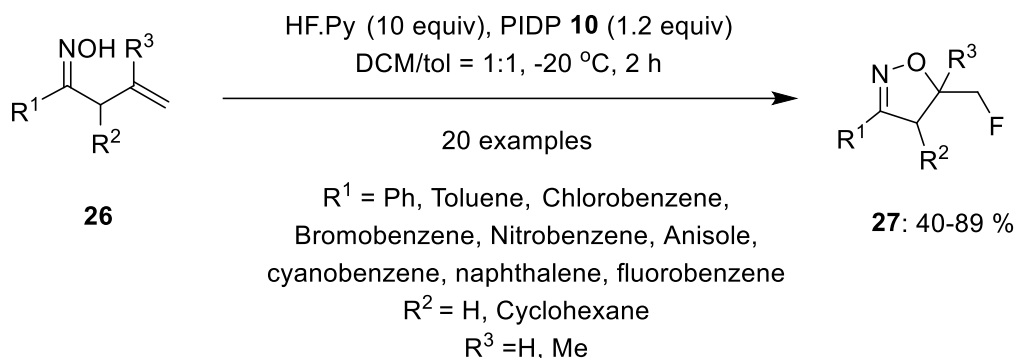 HF.Py (10 equiv), PIDP 10 (1.2 equiv)
DCM/tol = 1:1, -20 °C, 2 h
20 examples
R¹ = Ph, Toluene, Chlorobenzene,
Bromobenzene, Nitrobenzene, Anisole,
cyanobenzene, naphthalene, fluorobenzene
R² = H, Cyclohexane
R³ =H, Me
NOH
R³
R¹
R²
26
N O R³
F
R¹
R²
27: 40-89 %